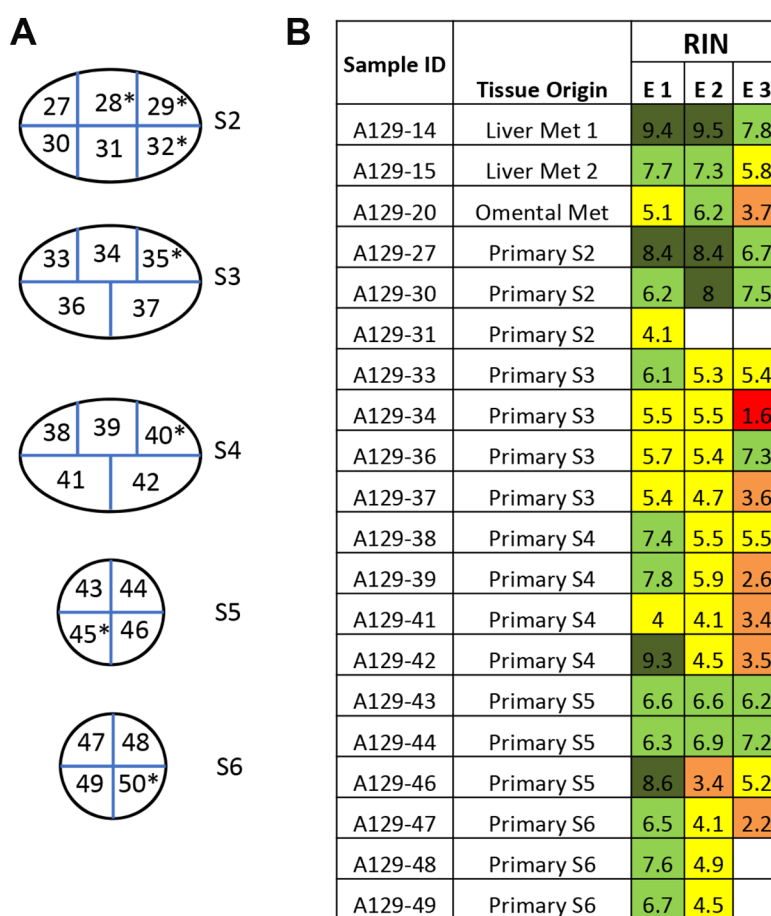 A
27 28* 29* S2
30 31 32*
33 34 35* S3
36 37
38 39 40* S4
41 42
43 44 S5
45* 46
47 48 S6
49 50*
B
Sample ID Tissue Origin RIN
E 1 E 2 E 3
A129-14 Liver Met 1 9.4 9.5 7.8
A129-15 Liver Met 2 7.7 7.3 5.8
A129-20 Omental Met 5.1 6.2 3.7
A129-27 Primary S2 8.4 8.4 6.7
A129-30 Primary S2 6.2 8 7.5
A129-31 Primary S2 4.1
A129-33 Primary S3 6.1 5.3 5.4
A129-34 Primary S3 5.5 5.5 1.6
A129-36 Primary S3 5.7 5.4 7.3
A129-37 Primary S3 5.4 4.7 3.6
A129-38 Primary S4 7.4 5.5 5.5
A129-39 Primary S4 7.8 5.9 2.6
A129-41 Primary S4 4 4.1 3.4
A129-42 Primary S4 9.3 4.5 3.5
A129-43 Primary S5 6.6 6.6 6.2
A129-44 Primary S5 6.3 6.9 7.2
A129-46 Primary S5 8.6 3.4 5.2
A129-47 Primary S6 6.5 4.1 2.2
A129-48 Primary S6 7.6 4.9
A129-49 Primary S6 6.7 4.5